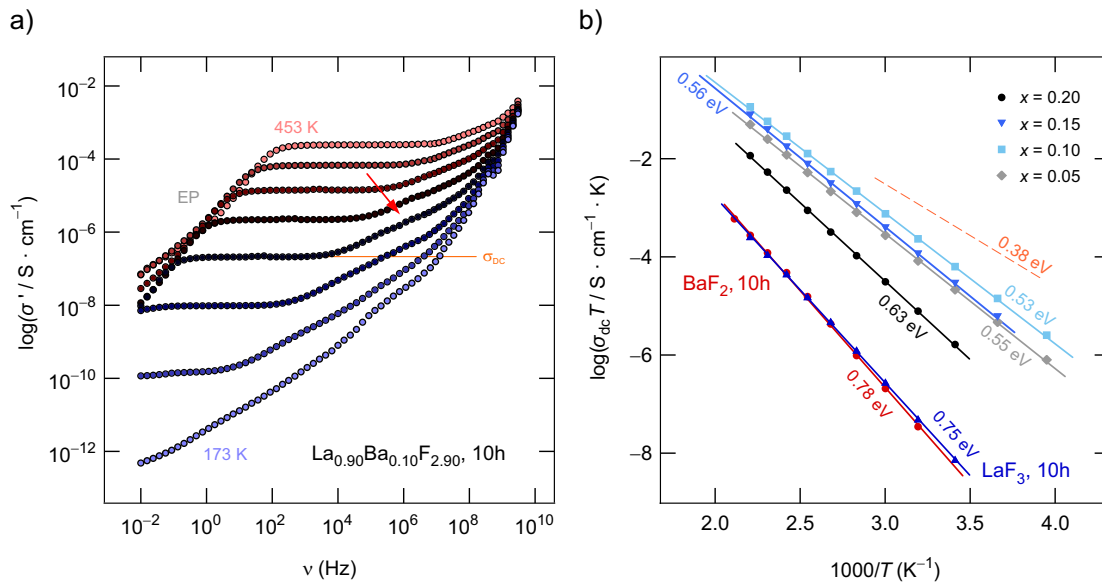 a)
log(σ′/ S · cm⁻¹)
10⁻²
10⁻⁴
10⁻⁶
10⁻⁸
10⁻¹⁰
10⁻¹²
453 K
EP
σDC
173 K
La₀.₉₀Ba₀.₁₀F₂.₉₀, 10h
10⁻² 10⁰ 10² 10⁴ 10⁶ 10⁸ 10¹⁰
ν (Hz)
b)
log(σdc T / S · cm⁻¹ · K)
-2
-4
-6
-8
0.56 eV
x = 0.20
x = 0.15
x = 0.10
x = 0.05
0.38 eV
BaF₂, 10h
0.63 eV
0.53 eV
0.55 eV
0.78 eV
0.75 eV
LaF₃, 10h
2.0 2.5 3.0 3.5 4.0
1000/T (K⁻¹)